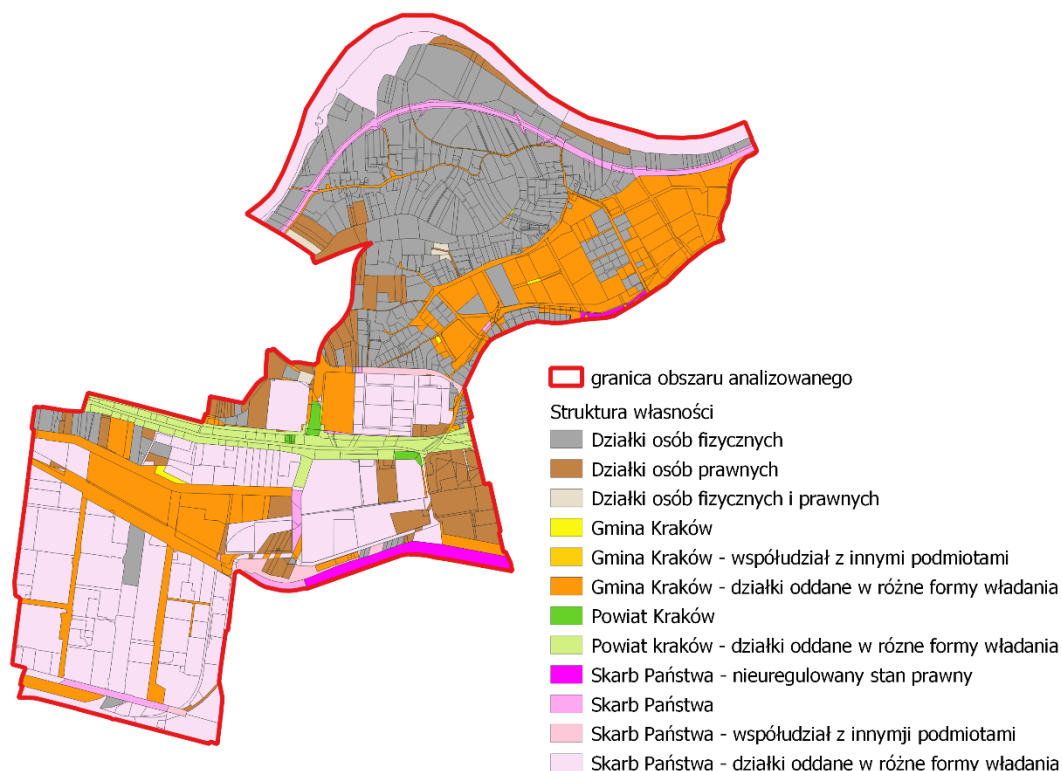 granica obszaru analizowanego
Struktura własności
Działki osób fizycznych
Działki osób prawnych
Działki osób fizycznych i prawnych
Gmina Kraków
Gmina Kraków - współudział z innymi podmiotami
Gmina Kraków - działki oddane w różne formy władania
Powiat Kraków
Powiat kraków - działki oddane w rózne formy władania
Skarb Państwa - nieuregulowany stan prawny
Skarb Państwa
Skarb Państwa - współudział z innymji podmiotami
Skarb Państwa - działki oddane w różne formy władania